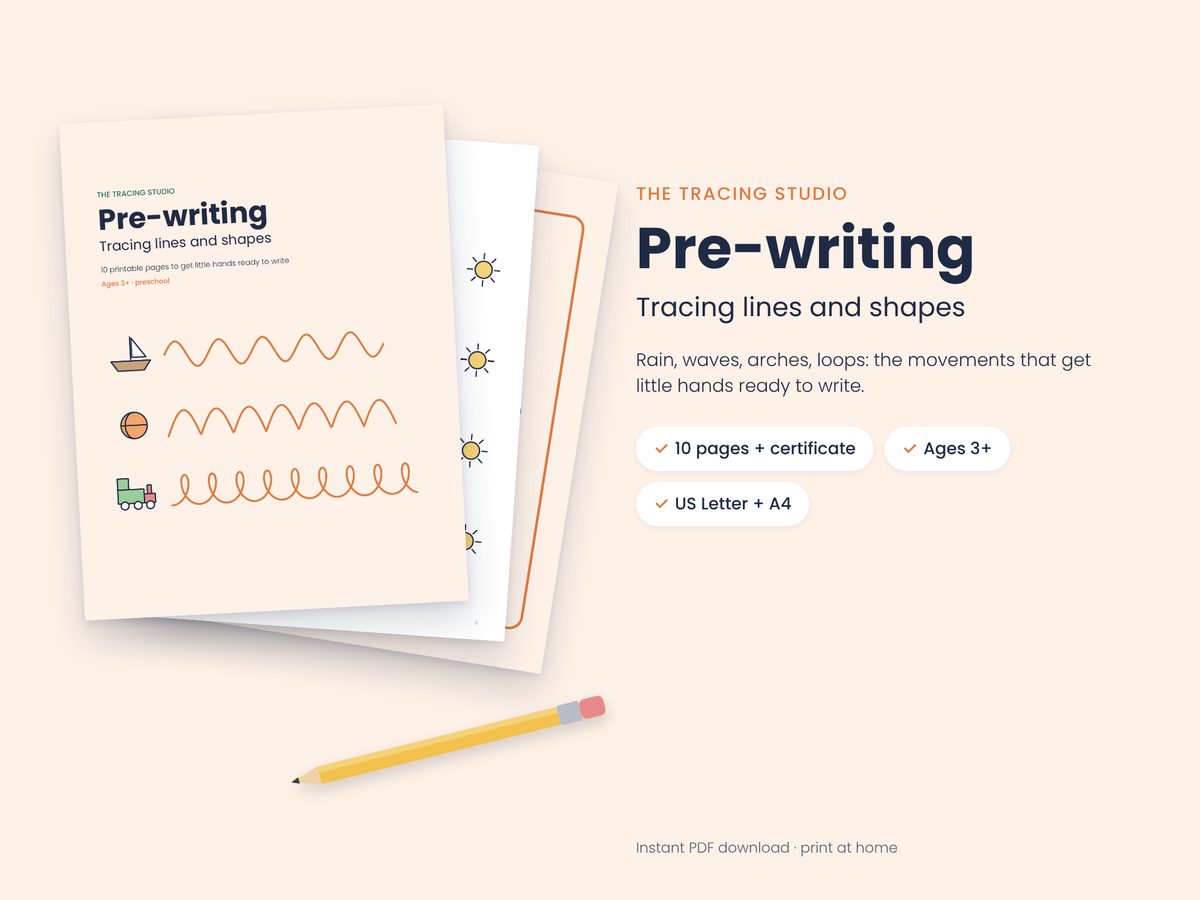 THE TRACING STUDIO
Pre-writing
Tracing lines and shapes
10 printable pages to get little hands ready to write
Ages 3+ · preschool
THE TRACING STUDIO
Pre-writing
Tracing lines and shapes
Rain, waves, arches, loops: the movements that get
little hands ready to write.
10 pages + certificate
Ages 3+
US Letter + A4
Instant PDF download · print at home